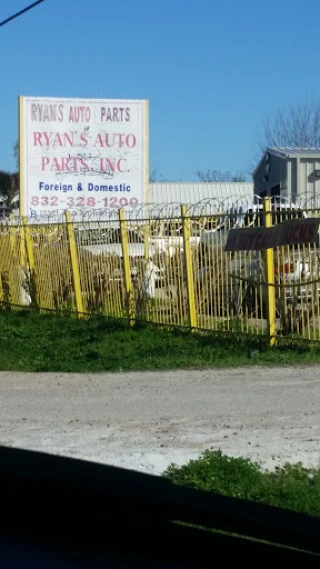 RYAN'S AUTO PARTS
RYAN'S AUTO
PARTS, INC.
Foreign & Domestic
832-328-1200